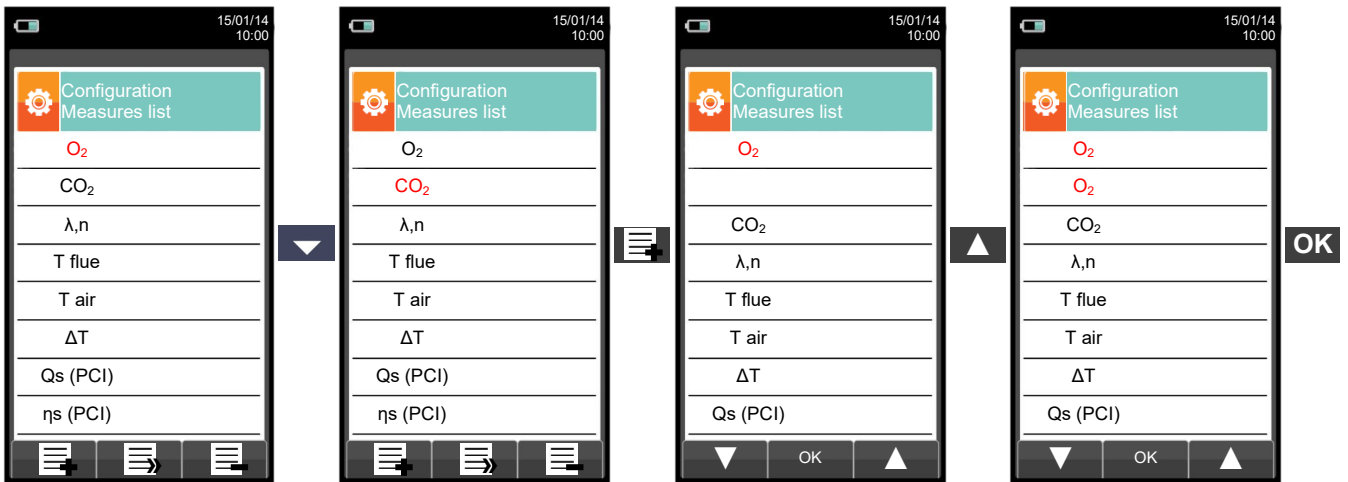 15/01/14
10:00
Configuration
Measures list
O₂
CO₂
λ,n
T flue
T air
ΔT
Qs (PCI)
ηs (PCI)
15/01/14
10:00
Configuration
Measures list
O₂
CO₂
λ,n
T flue
T air
ΔT
Qs (PCI)
ηs (PCI)
15/01/14
10:00
Configuration
Measures list
O₂
CO₂
λ,n
T flue
T air
ΔT
Qs (PCI)
OK
15/01/14
10:00
Configuration
Measures list
O₂
O₂
CO₂
λ,n
T flue
T air
ΔT
Qs (PCI)
OK
OK